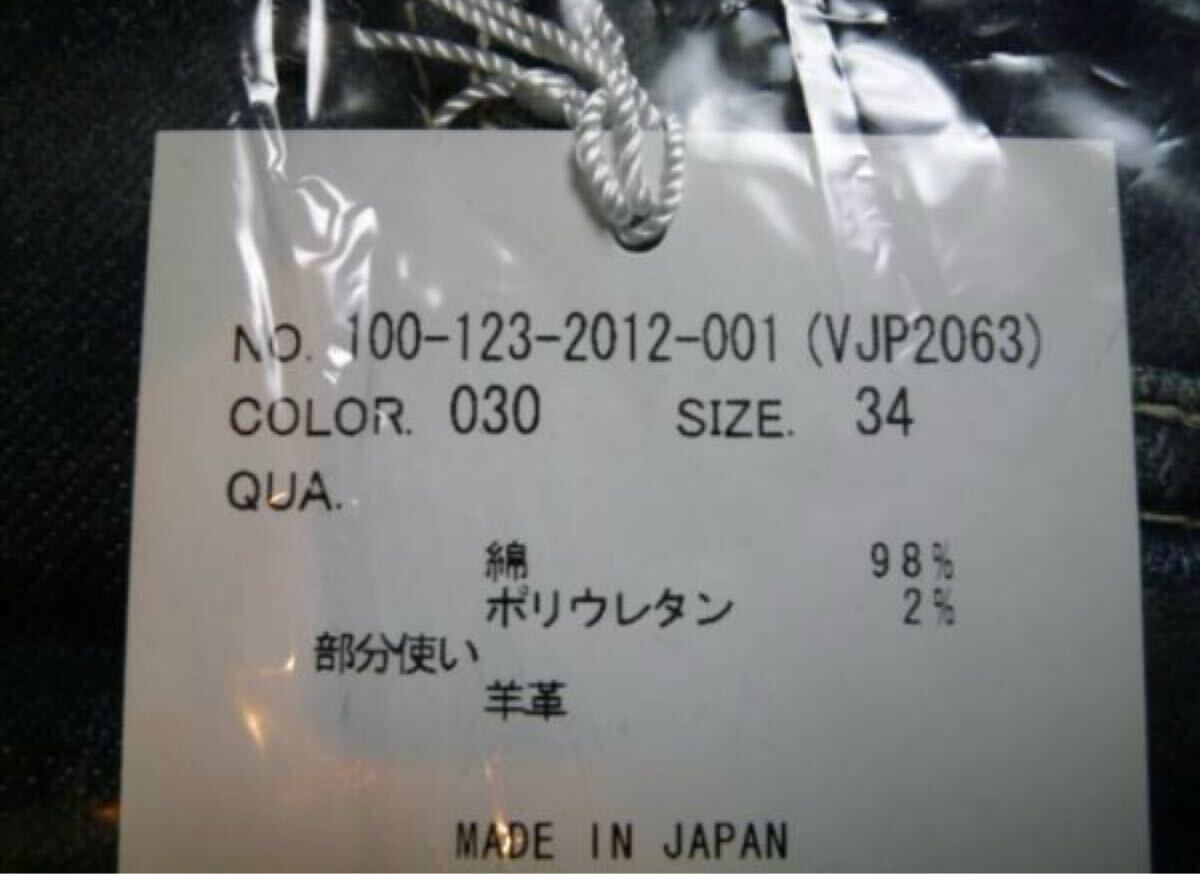 NO. 100-123-2012-001 (VJP2063)
COLOR. 030 SIZE. 34
QUA.
綿 98%
ポリウレタン 2%
部分使い
羊革
MADE IN JAPAN